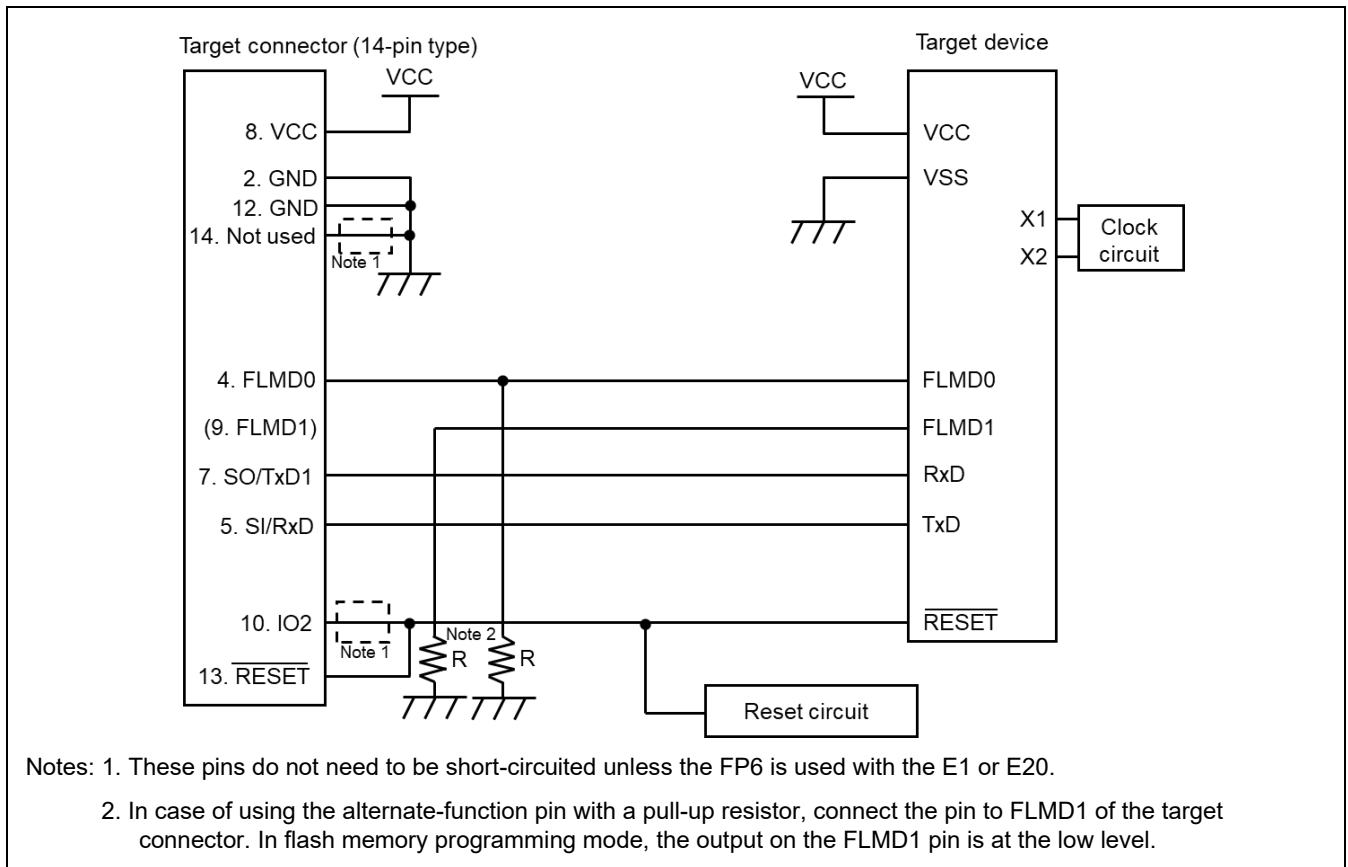 Target connector (14-pin type)
Target device
VCC
VCC
8. VCC
VCC
2. GND
VSS
12. GND
14. Not used
Note 1
X1
X2
Clock
circuit
4. FLMD0
FLMD0
(9. FLMD1)
FLMD1
7. SO/TxD1
RxD
5. SI/RxD
TxD
10. IO2
Note 1
Note 2
R
R
RESET
13. RESET
Reset circuit
Notes: 1. These pins do not need to be short-circuited unless the FP6 is used with the E1 or E20.
2. In case of using the alternate-function pin with a pull-up resistor, connect the pin to FLMD1 of the target
connector. In flash memory programming mode, the output on the FLMD1 pin is at the low level.